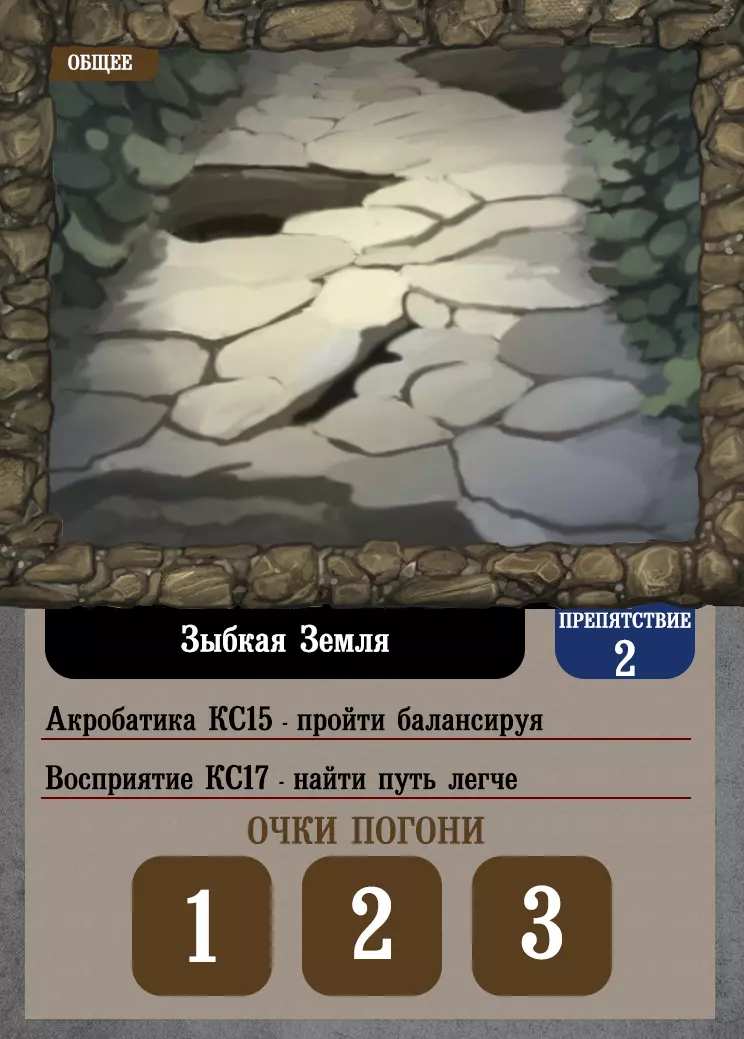 ОБЩЕЕ
Зыбкая Земля
ПРЕПЯТСТВИЕ
2
Акробатика КС15 - пройти балансируя
Восприятие КС17 - найти путь легче
ОЧКИ ПОГОНИ
1 2 3